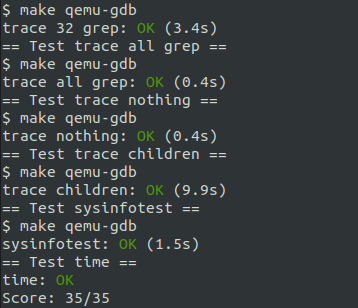 $ make qemu-gdb
trace 32 grep: OK (3.4s)
== Test trace all grep ==
$ make qemu-gdb
trace all grep: OK (0.4s)
== Test trace nothing ==
$ make qemu-gdb
trace nothing: OK (0.4s)
== Test trace children ==
$ make qemu-gdb
trace children: OK (9.9s)
== Test sysinfotest ==
$ make qemu-gdb
sysinfotest: OK (1.5s)
== Test time ==
time: OK
Score: 35/35